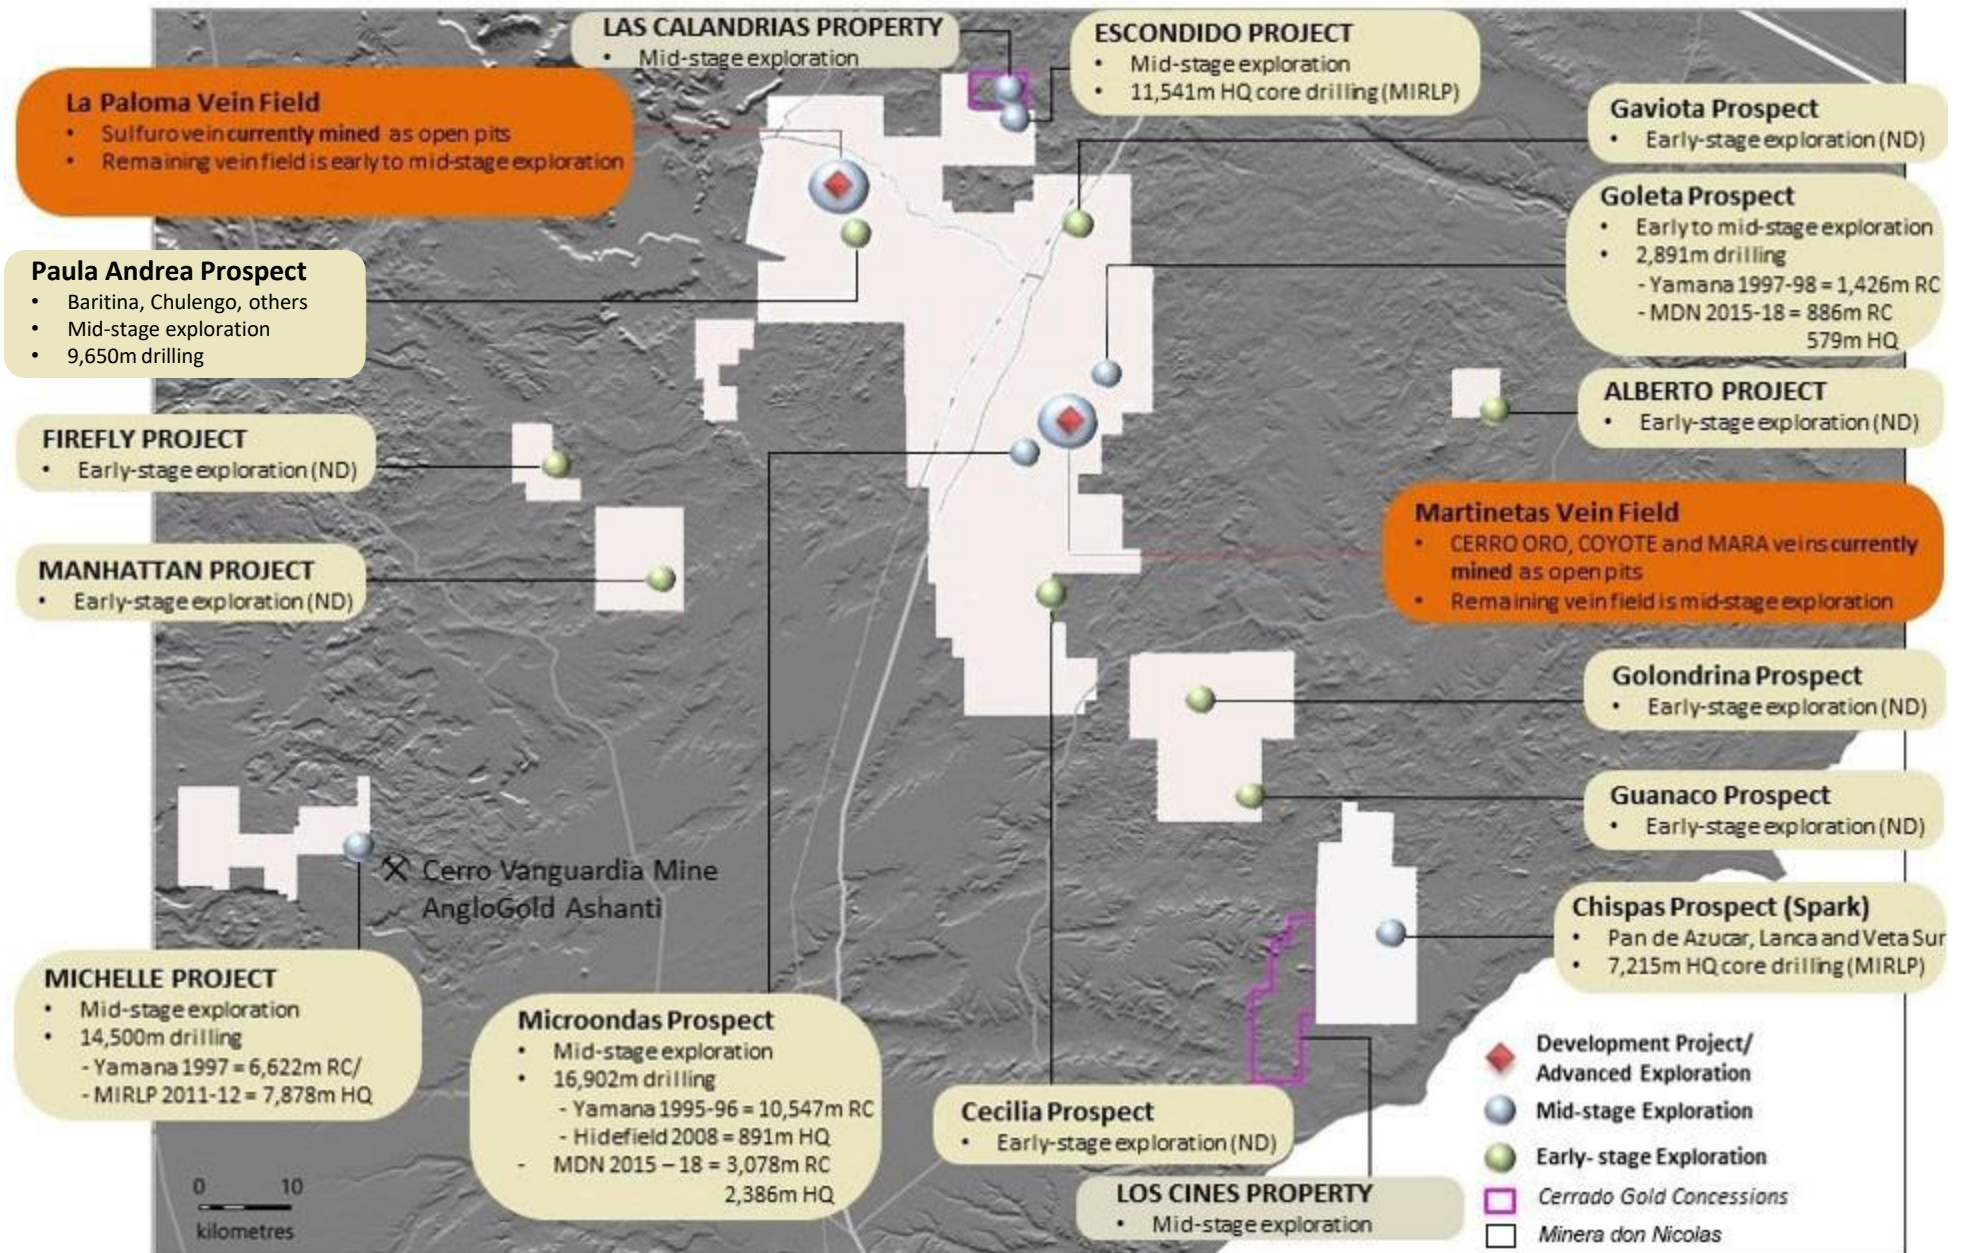 LAS CALANDRIAS PROPERTY
• Mid-stage exploration
ESCONDIDO PROJECT
• Mid-stage exploration
• 11,541m HQ core drilling (MIRLP)
La Paloma Vein Field
• Sulfuro vein currently mined as open pits
• Remaining vein field is early to mid-stage exploration
Gaviota Prospect
• Early-stage exploration (ND)
Goleta Prospect
• Early to mid-stage exploration
• 2,891m drilling
- Yamana 1997-98 = 1,426m RC
- MDN 2015-18 = 886m RC
579m HQ
Paula Andrea Prospect
• Baritina, Chulengo, others
• Mid-stage exploration
• 9,650m drilling
ALBERTO PROJECT
• Early-stage exploration (ND)
FIREFLY PROJECT
• Early-stage exploration (ND)
Martinetas Vein Field
• CERRO ORO, COYOTE and MARA veins currently
mined as open pits
• Remaining vein field is mid-stage exploration
MANHATTAN PROJECT
• Early-stage exploration (ND)
Golondrina Prospect
• Early-stage exploration (ND)
Guanaco Prospect
• Early-stage exploration (ND)
Cerro Vanguardia Mine
AngloGold Ashanti
Chispas Prospect (Spark)
• Pan de Azucar, Lanca and Veta Sur
• 7,215m HQ core drilling (MIRLP)
MICHELLE PROJECT
• Mid-stage exploration
• 14,500m drilling
- Yamana 1997 = 6,622m RC/
- MIRLP 2011-12 = 7,878m HQ
Microondas Prospect
• Mid-stage exploration
• 16,902m drilling
- Yamana 1995-96 = 10,547m RC
- Hidefield 2008 = 891m HQ
- MDN 2015 – 18 = 3,078m RC
2,386m HQ
Cecilia Prospect
• Early-stage exploration (ND)
LOS CINES PROPERTY
• Mid-stage exploration
Development Project/
Advanced Exploration
Mid-stage Exploration
Early- stage Exploration
Cerrado Gold Concessions
Minera don Nicolas
0 10
kilometres